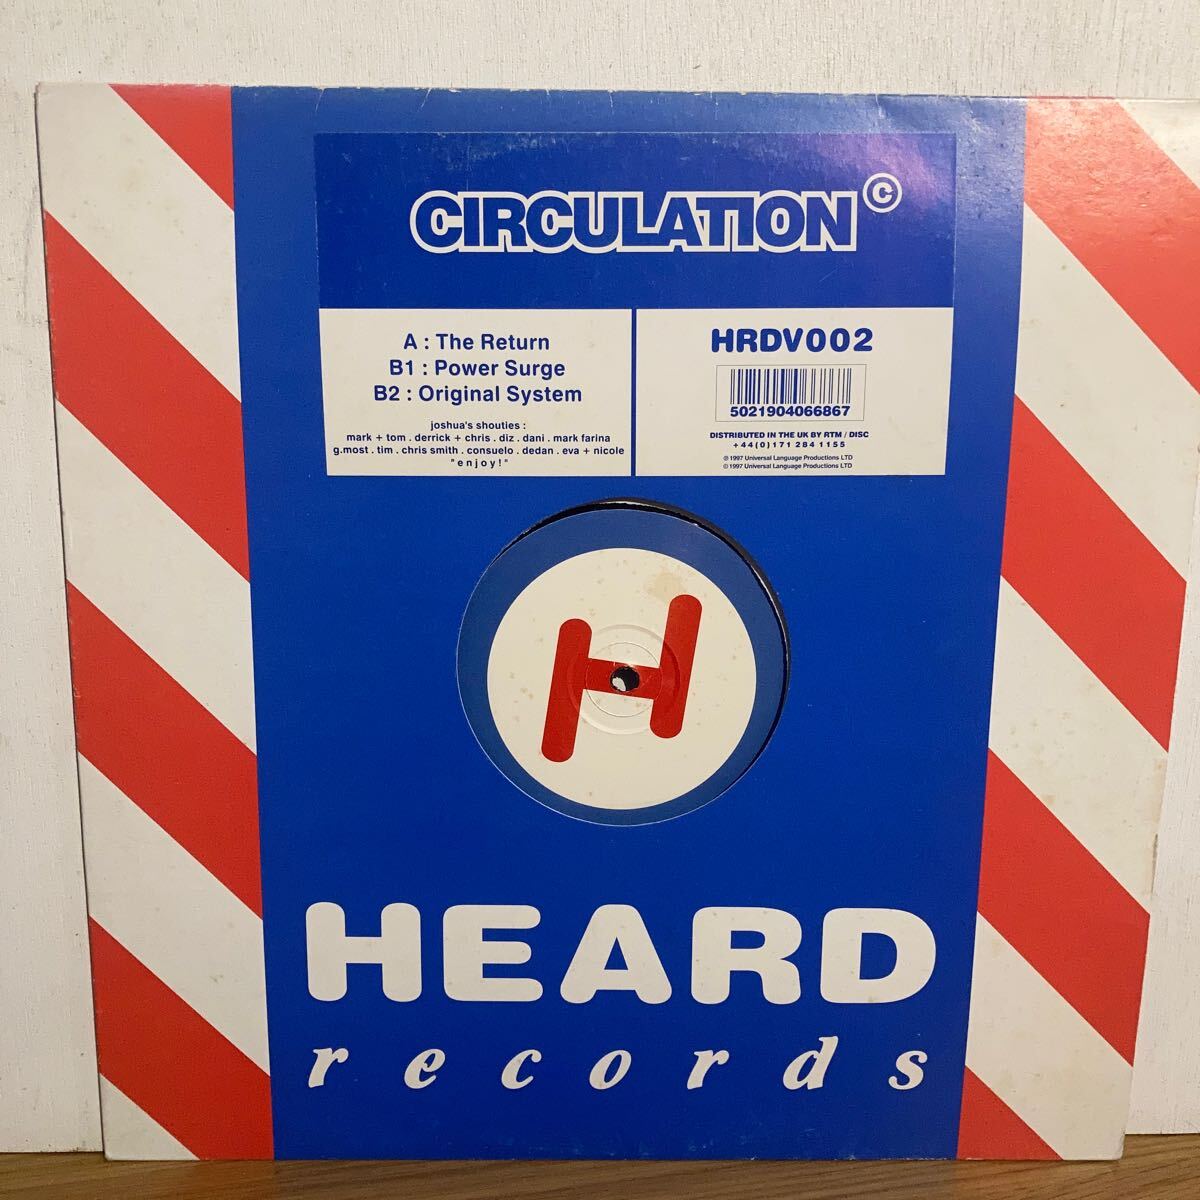 CIRCULATION ©
A : The Return
B1 : Power Surge
B2 : Original System
joshua's shouties :
mark + tom . derrick + chris . diz . dani . mark farina
g.most . tim . chris smith . consuelo . dedan . eva + nicole
"enjoy!"
HRDV002
5021904066867
DISTRIBUTED IN THE UK BY RTM / DISC
+44(0)171 284 1155
℗ 1997 Universal Language Productions LTD
© 1997 Universal Language Productions LTD
H
HEARD
records